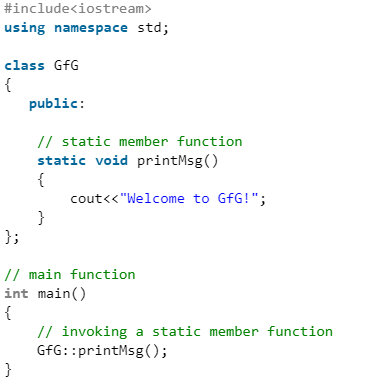 #include<iostream>
using namespace std;
class GfG
{
public:
// static member function
static void printMsg()
{
cout<<"Welcome to GfG!";
}
};
// main function
int main()
{
// invoking a static member function
GfG::printMsg();
}